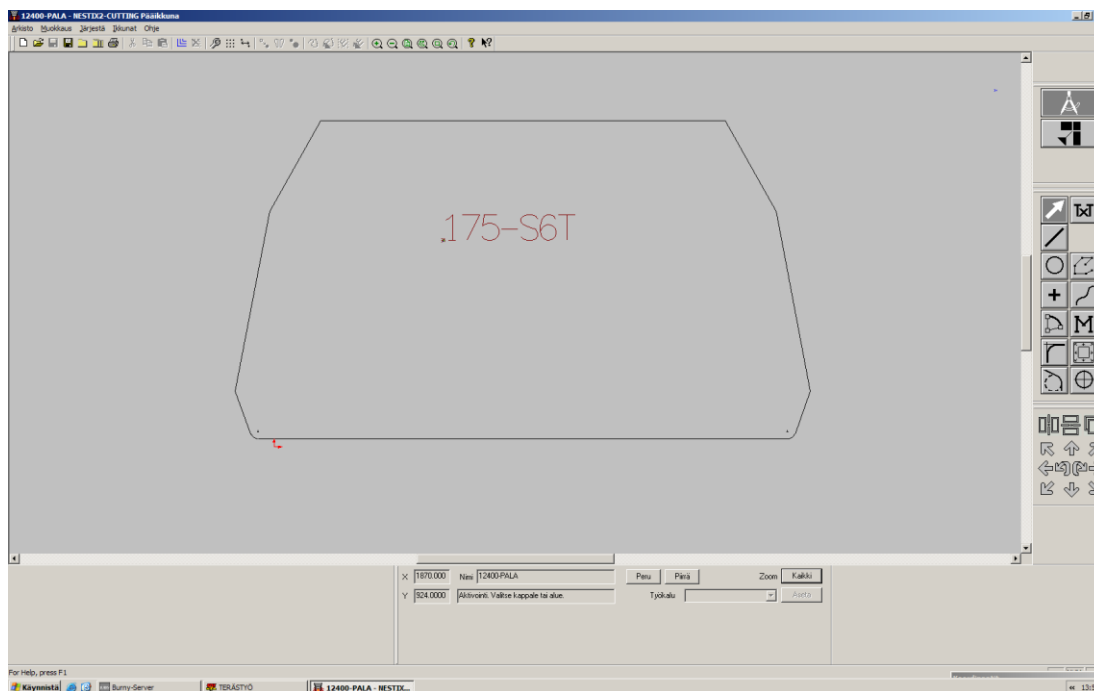 12400-PALA - NESTIX2-CUTTING Pääikkuna
Arkisto Muokkaus Järjestä Ikkunat Ohje
175-S6T
X 1870.000 Nimi 12400-PALA Peru Piirrä Zoom Kaikki
Y 924.0000 Aktivointi. Valitse kappale tai alue. Työkalu Aseta
For Help, press F1
Käynnistä Burny-Server TERÄSTYÖ 12400-PALA - NESTIX...